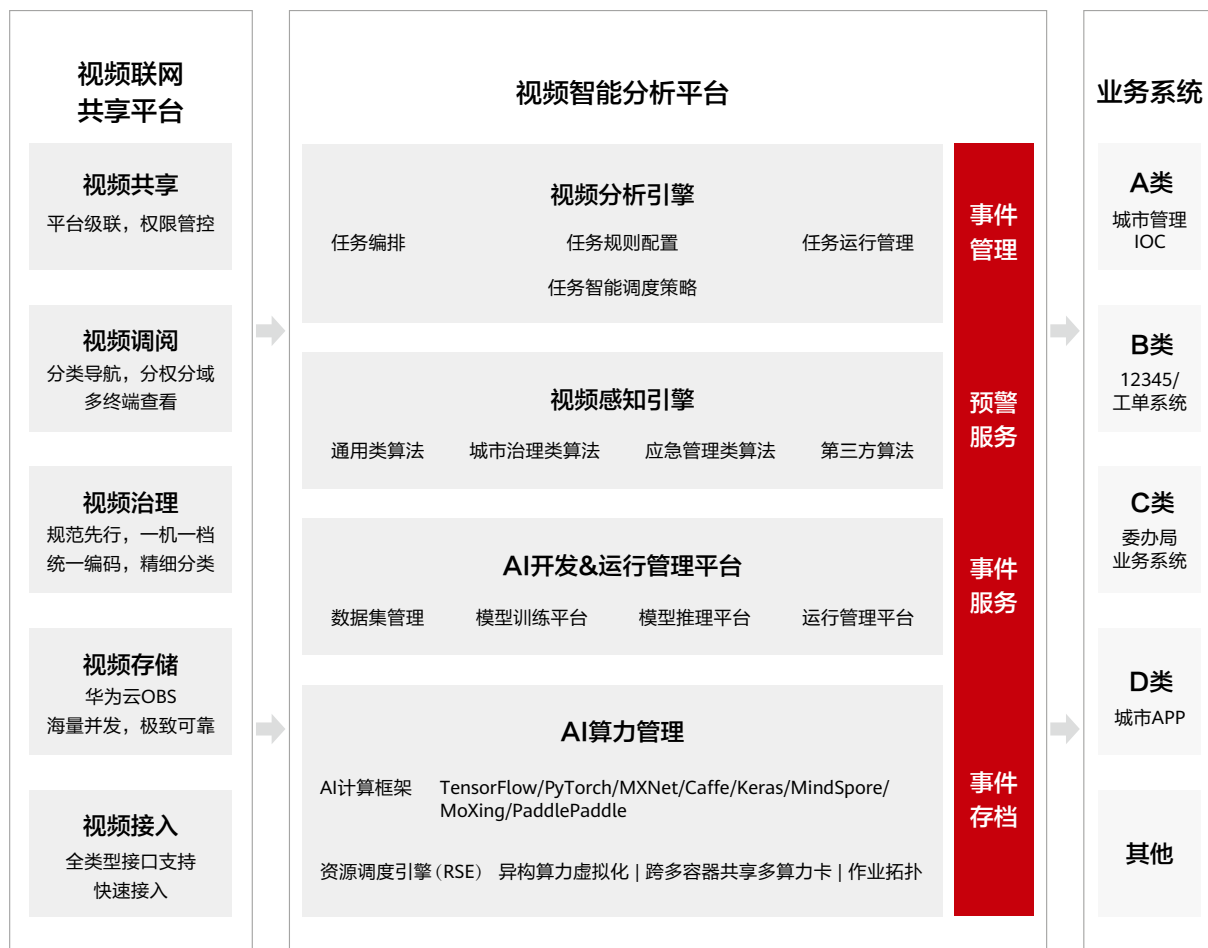 视频联网
共享平台
视频共享
平台级联，权限管控
视频调阅
分类导航，分权分域
多终端查看
视频治理
规范先行，一机一档
统一编码，精细分类
视频存储
华为云OBS
海量并发，极致可靠
视频接入
全类型接口支持
快速接入
视频智能分析平台
视频分析引擎
任务编排 任务规则配置 任务运行管理
任务智能调度策略
视频感知引擎
通用类算法 城市治理类算法 应急管理类算法 第三方算法
AI开发&运行管理平台
数据集管理 模型训练平台 模型推理平台 运行管理平台
AI算力管理
AI计算框架 TensorFlow/PyTorch/MXNet/Caffe/Keras/MindSpore/
MoXing/PaddlePaddle
资源调度引擎（RSE） 异构算力虚拟化 | 跨多容器共享多算力卡 | 作业拓扑
事件
管理
预警
服务
事件
服务
事件
存档
业务系统
A类
城市管理
IOC
B类
12345/
工单系统
C类
委办局
业务系统
D类
城市APP
其他